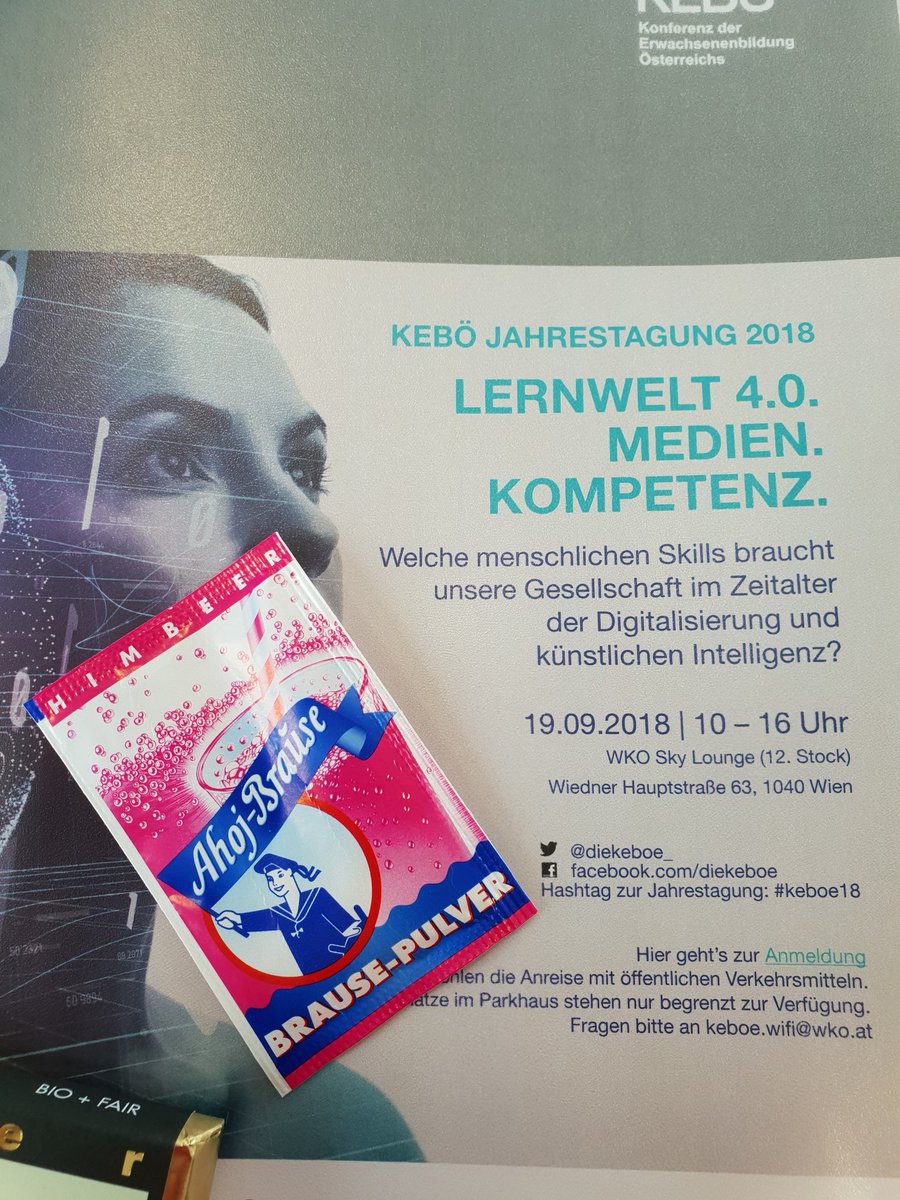 KEBÖ
Konferenz der
Erwachsenenbildung
Österreichs
KEBÖ JAHRESTAGUNG 2018
LERNWELT 4.0.
MEDIEN.
KOMPETENZ.
Welche menschlichen Skills braucht
unsere Gesellschaft im Zeitalter
der Digitalisierung und
künstlichen Intelligenz?
19.09.2018 | 10 – 16 Uhr
WKO Sky Lounge (12. Stock)
Wiedner Hauptstraße 63, 1040 Wien
@diekeboe_
facebook.com/diekeboe
Hashtag zur Jahrestagung: #keboe18
Hier geht's zur Anmeldung
die Anreise mit öffentlichen Verkehrsmitteln.
im Parkhaus stehen nur begrenzt zur Verfügung.
Fragen bitte an keboe.wifi@wko.at
HIMBEER
Ahoj-Brause
BRAUSE-PULVER
BIO + FAIR
e r